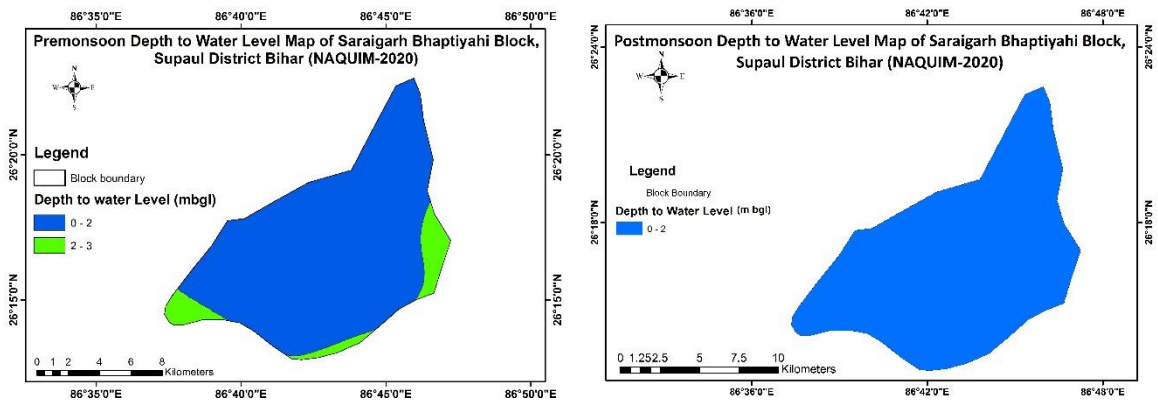 86°35'0"E 86°40'0"E 86°45'0"E 86°50'0"E
Premonsoon Depth to Water Level Map of Saraigarh Bhaptiyahi Block,
Supaul District Bihar (NAQUIM-2020)
N
W E
S
26°20'0"N
26°15'0"N
Legend
Block boundary
Depth to water Level (mbgl)
0 - 2
2 - 3
0 1 2 4 6 8
Kilometers
86°35'0"E 86°40'0"E 86°45'0"E 86°50'0"E
86°36'0"E 86°42'0"E 86°48'0"E
26°24'0"N
26°24'0"N
Postmonsoon Depth to Water Level Map of Saraigarh Bhaptiyahi Block,
Supaul District Bihar (NAQUIM-2020)
N
W E
S
Legend
Block Boundary
Depth to Water Level (m bgl)
0 - 2
26°18'0"N
26°18'0"N
0 1.252.5 5 7.5 10
Kilometers
86°36'0"E 86°42'0"E 86°48'0"E